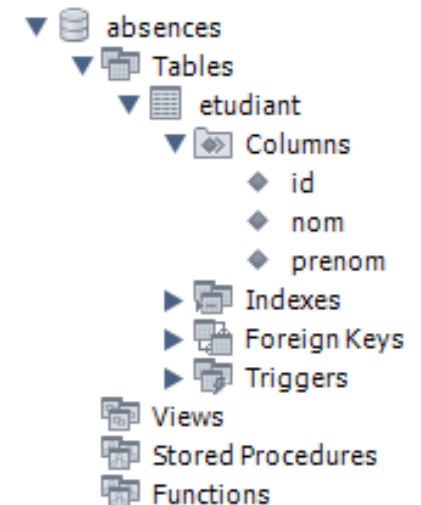 absences
Tables
etudiant
Columns
id
nom
prenom
Indexes
Foreign Keys
Triggers
Views
Stored Procedures
Functions